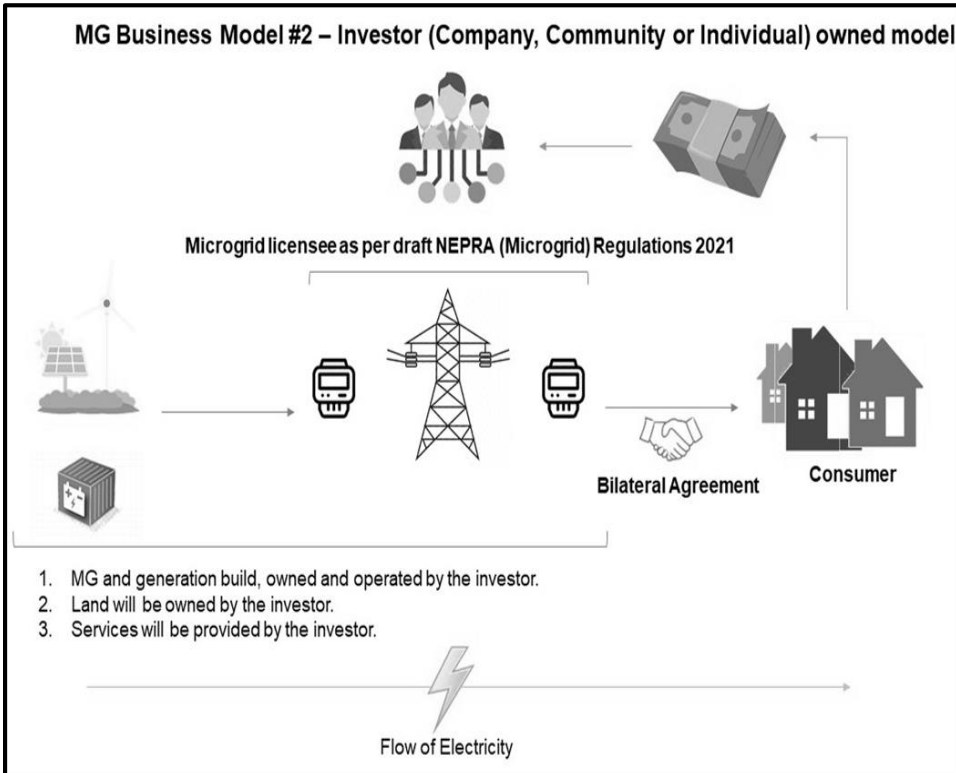 MG Business Model #2 – Investor (Company, Community or Individual) owned model
Microgrid licensee as per draft NEPRA (Microgrid) Regulations 2021
Bilateral Agreement
Consumer
1. MG and generation build, owned and operated by the investor.
2. Land will be owned by the investor.
3. Services will be provided by the investor.
Flow of Electricity